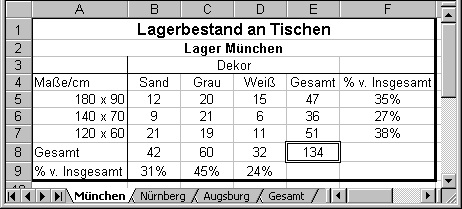 A B C D E F
1 Lagerbestand an Tischen
2 Lager München
3 Dekor
4 Maße/cm Sand Grau Weiß Gesamt % v. Insgesamt
5 180 x 90 12 20 15 47 35%
6 140 x 70 9 21 6 36 27%
7 120 x 60 21 19 11 51 38%
8 Gesamt 42 60 32 134
9 % v. Insgesamt 31% 45% 24%
München Nürnberg Augsburg Gesamt